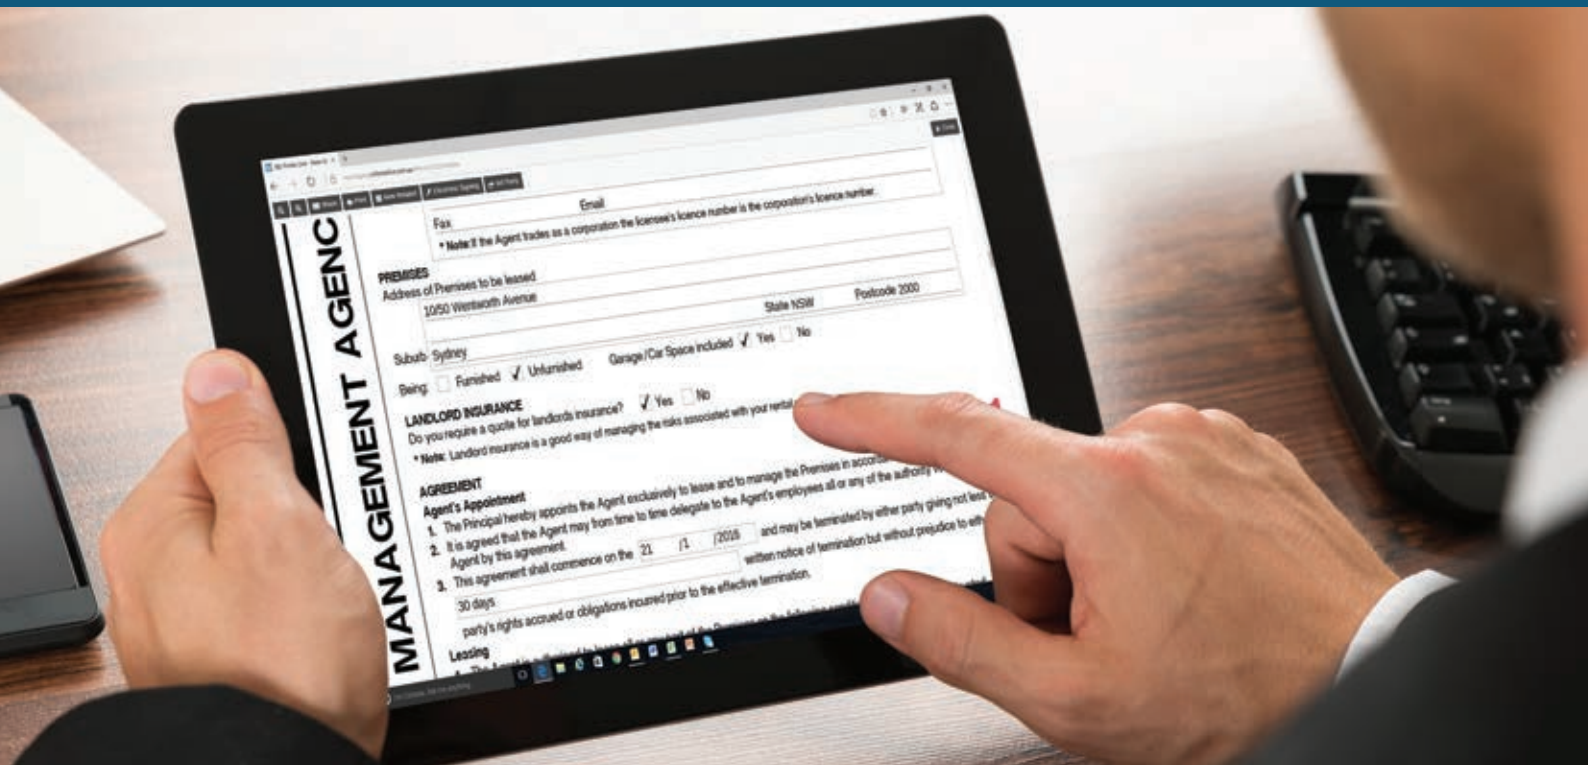 MANAGEMENT AGENC
Fax Email
* Note: If the Agent trades as a corporation the licensee's licence number is the corporation's licence number.
PREMISES
Address of Premises to be leased
10/50 Wentworth Avenue
Suburb Sydney State NSW Postcode 2000
Being: Furnished ✓ Unfurnished Garage/Car Space included ✓ Yes No
LANDLORD INSURANCE
Do you require a quote for landlords insurance? ✓ Yes No
* Note: Landlord insurance is a good way of managing the risks associated with your rental
AGREEMENT
Agent's Appointment
1. The Principal hereby appoints the Agent exclusively to lease and to manage the Premises in
2. It is agreed that the Agent may from time to time delegate to the Agent's employees all or any of the authority
Agent by this agreement.
3. This agreement shall commence on the 21 /1 /2016 and may be terminated by either party giving not less
30 days written notice of termination but without prejudice to
party's rights accrued or obligations incurred prior to the effective termination.
Leasing